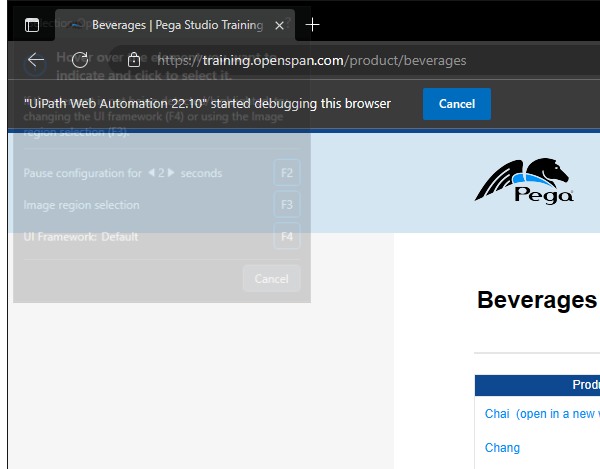 Beverages | Pega Studio Training
https://training.openspan.com/product/beverages
Hover over the element you want to
indicate and click to select it.
"UiPath Web Automation 22.10" started debugging this browser
Cancel
changing the UI framework (F4) or using the Image
region selection (F3).
Pause configuration for 2 seconds
F2
Image region selection
F3
UI Framework: Default
F4
Cancel
Pega
Beverages
Produ
Chai (open in a new
Chang